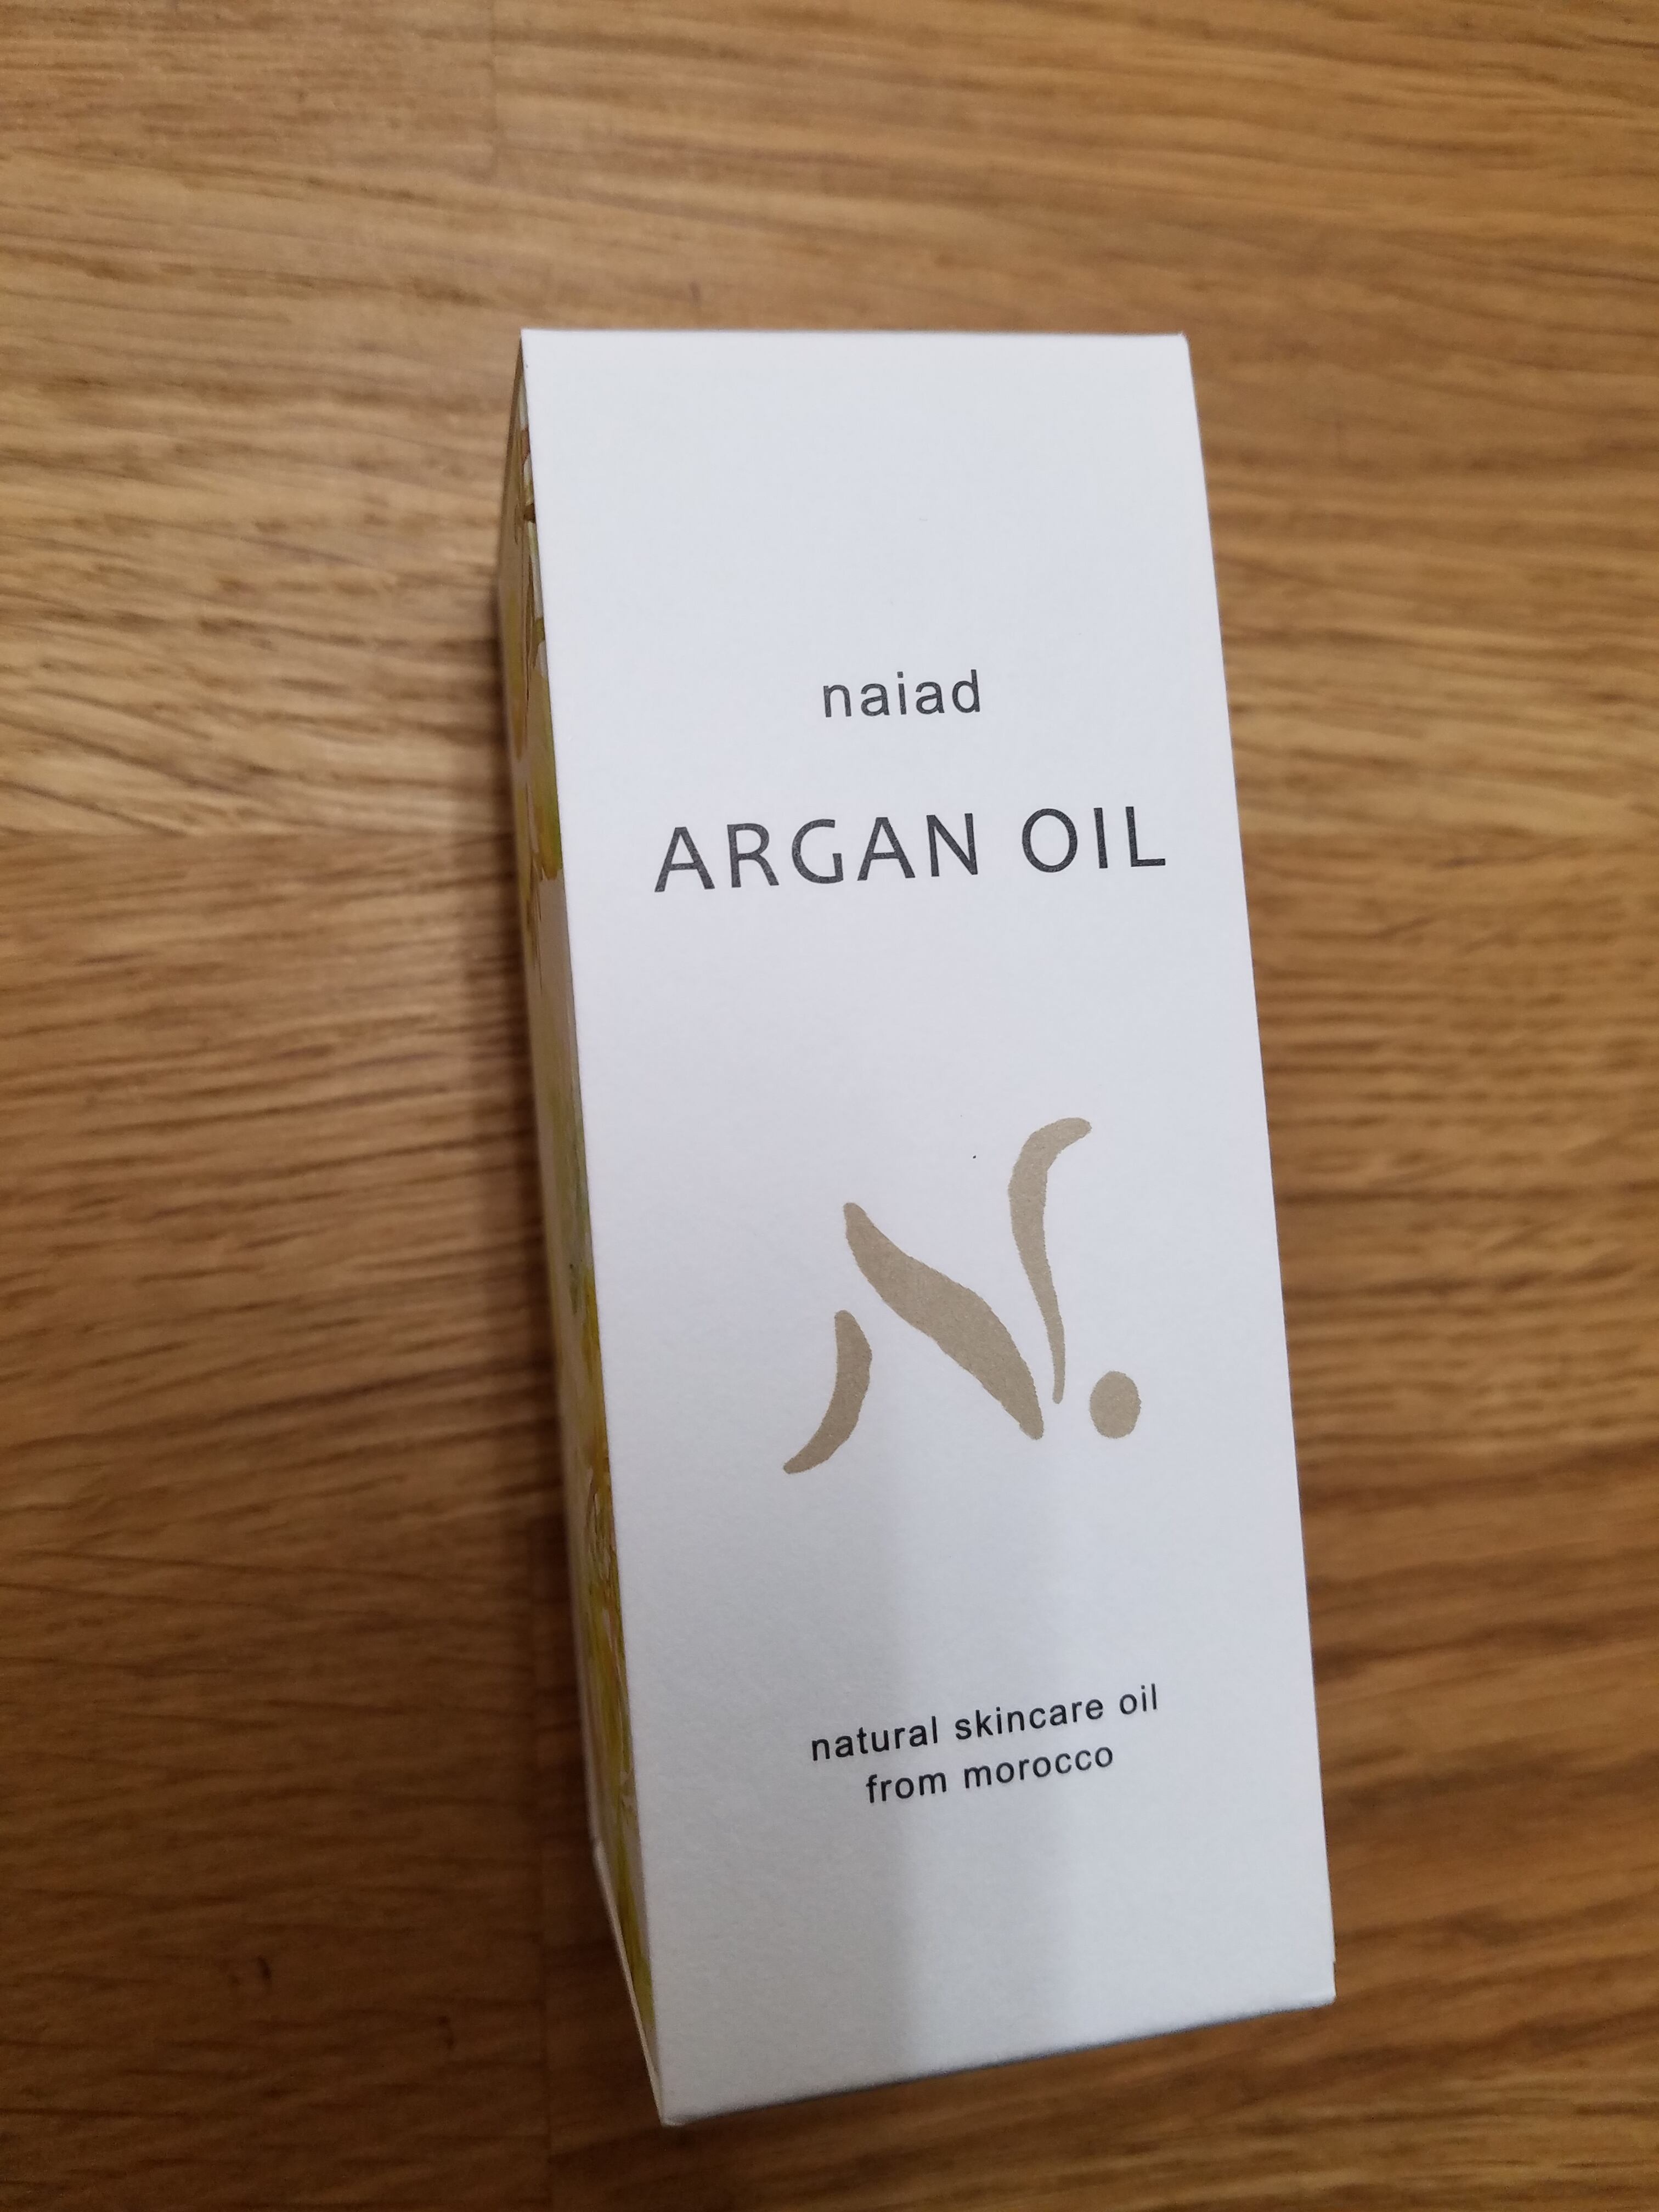 naiad
ARGAN OIL
N.
natural skincare oil
from morocco